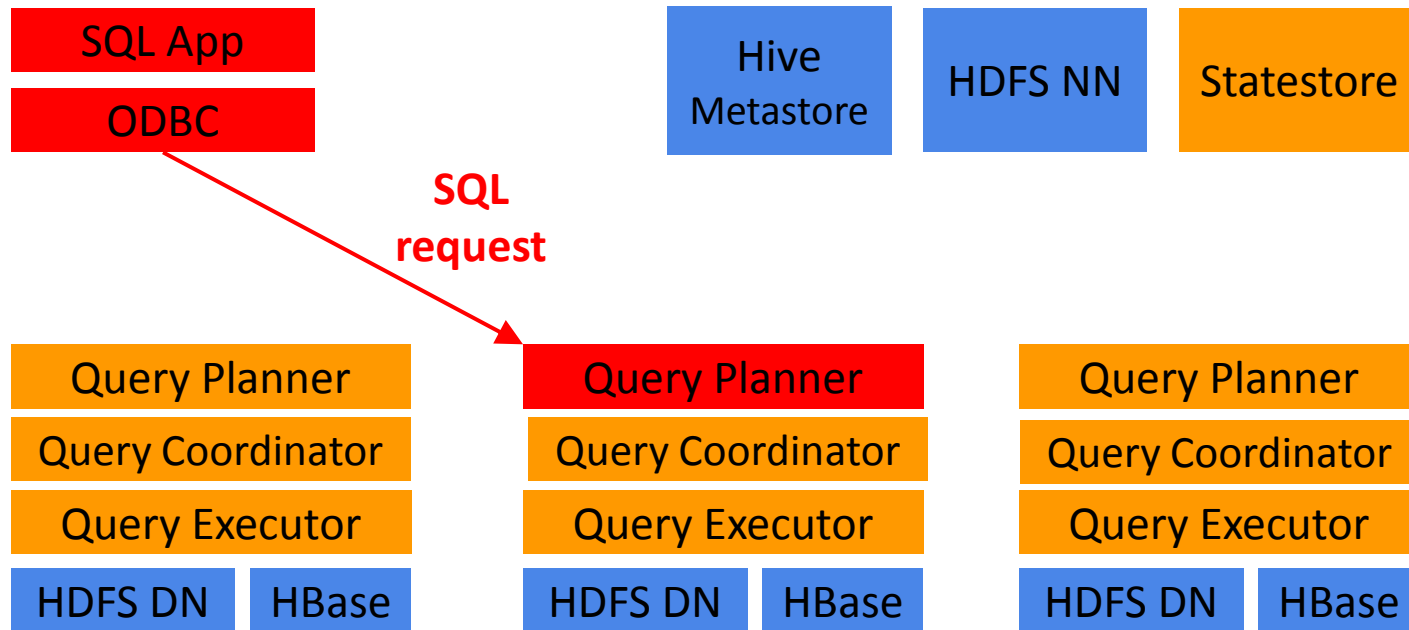 SQL App
ODBC
Hive
Metastore
HDFS NN
Statestore
SQL
request
Query Planner
Query Coordinator
Query Executor
HDFS DN
HBase
Query Planner
Query Coordinator
Query Executor
HDFS DN
HBase
Query Planner
Query Coordinator
Query Executor
HDFS DN
HBase